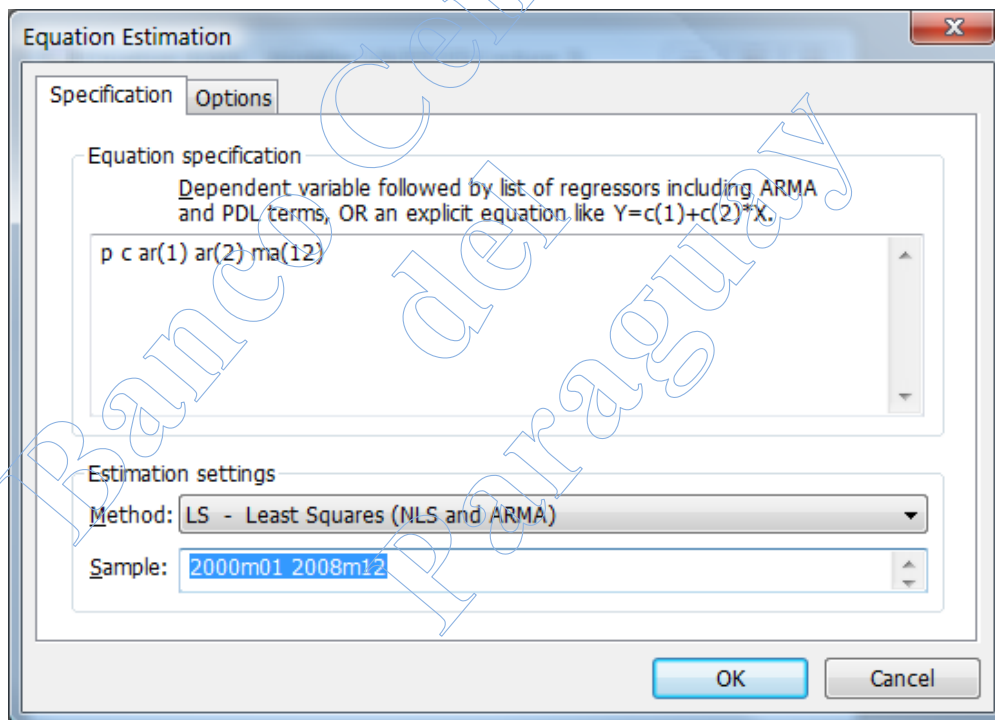 Equation Estimation
Specification
Options
Equation specification
Dependent variable followed by list of regressors including ARMA
and PDL terms, OR an explicit equation like Y=c(1)+c(2)*X.
p c ar(1) ar(2) ma(12)
Estimation settings
Method: LS - Least Squares (NLS and ARMA)
Sample: 2000m01 2008m12
OK
Cancel
Banco Cen
del
Paraguay